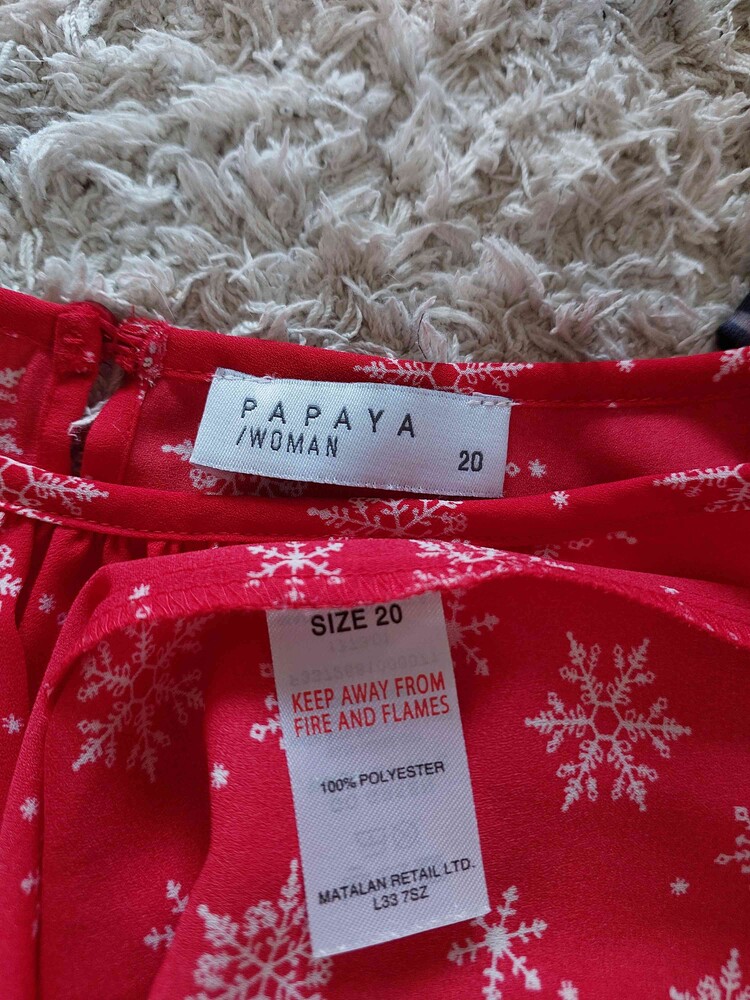 PAPAYA
/WOMAN
20
SIZE 20
KEEP AWAY FROM
FIRE AND FLAMES
100% POLYESTER
MATALAN RETAIL LTD.
L33 7SZ